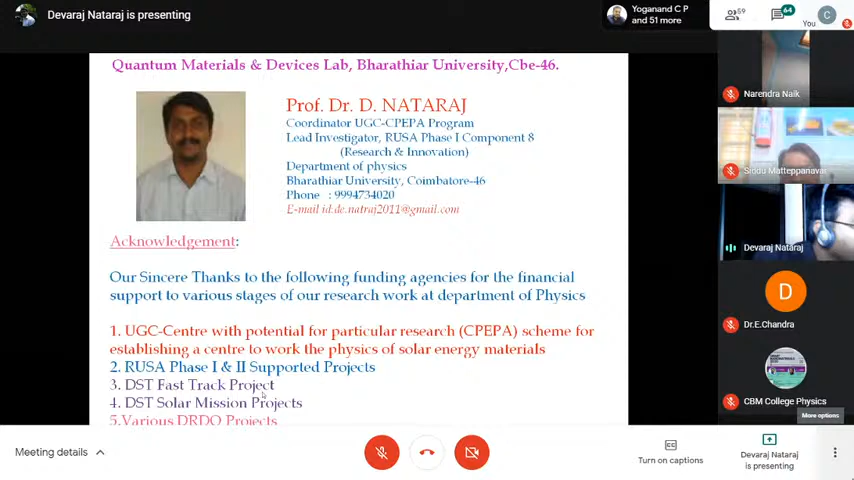 Devaraj Nataraj is presenting
Yoganand C P
and 51 more
59
64
C
You
Quantum Materials & Devices Lab, Bharathiar University,Cbe-46.
Prof. Dr. D. NATARAJ
Coordinator UGC-CPEPA Program
Lead Investigator, RUSA Phase I Component 8
(Research & Innovation)
Department of physics
Bharathiar University, Coimbatore-46
Phone : 9994734020
E-mail id:de.natraj2011@gmail.com
Acknowledgement:
Our Sincere Thanks to the following funding agencies for the financial
support to various stages of our research work at department of Physics
1. UGC-Centre with potential for particular research (CPEPA) scheme for
establishing a centre to work the physics of solar energy materials
2. RUSA Phase I & II Supported Projects
3. DST Fast Track Project
4. DST Solar Mission Projects
5.Various DRDO Projects
Narendra Naik
Siddu Matteppanavar
Devaraj Nataraj
D
Dr.E.Chandra
CBM College Physics
More options
Meeting details
Turn on captions
Devaraj Nataraj
is presenting